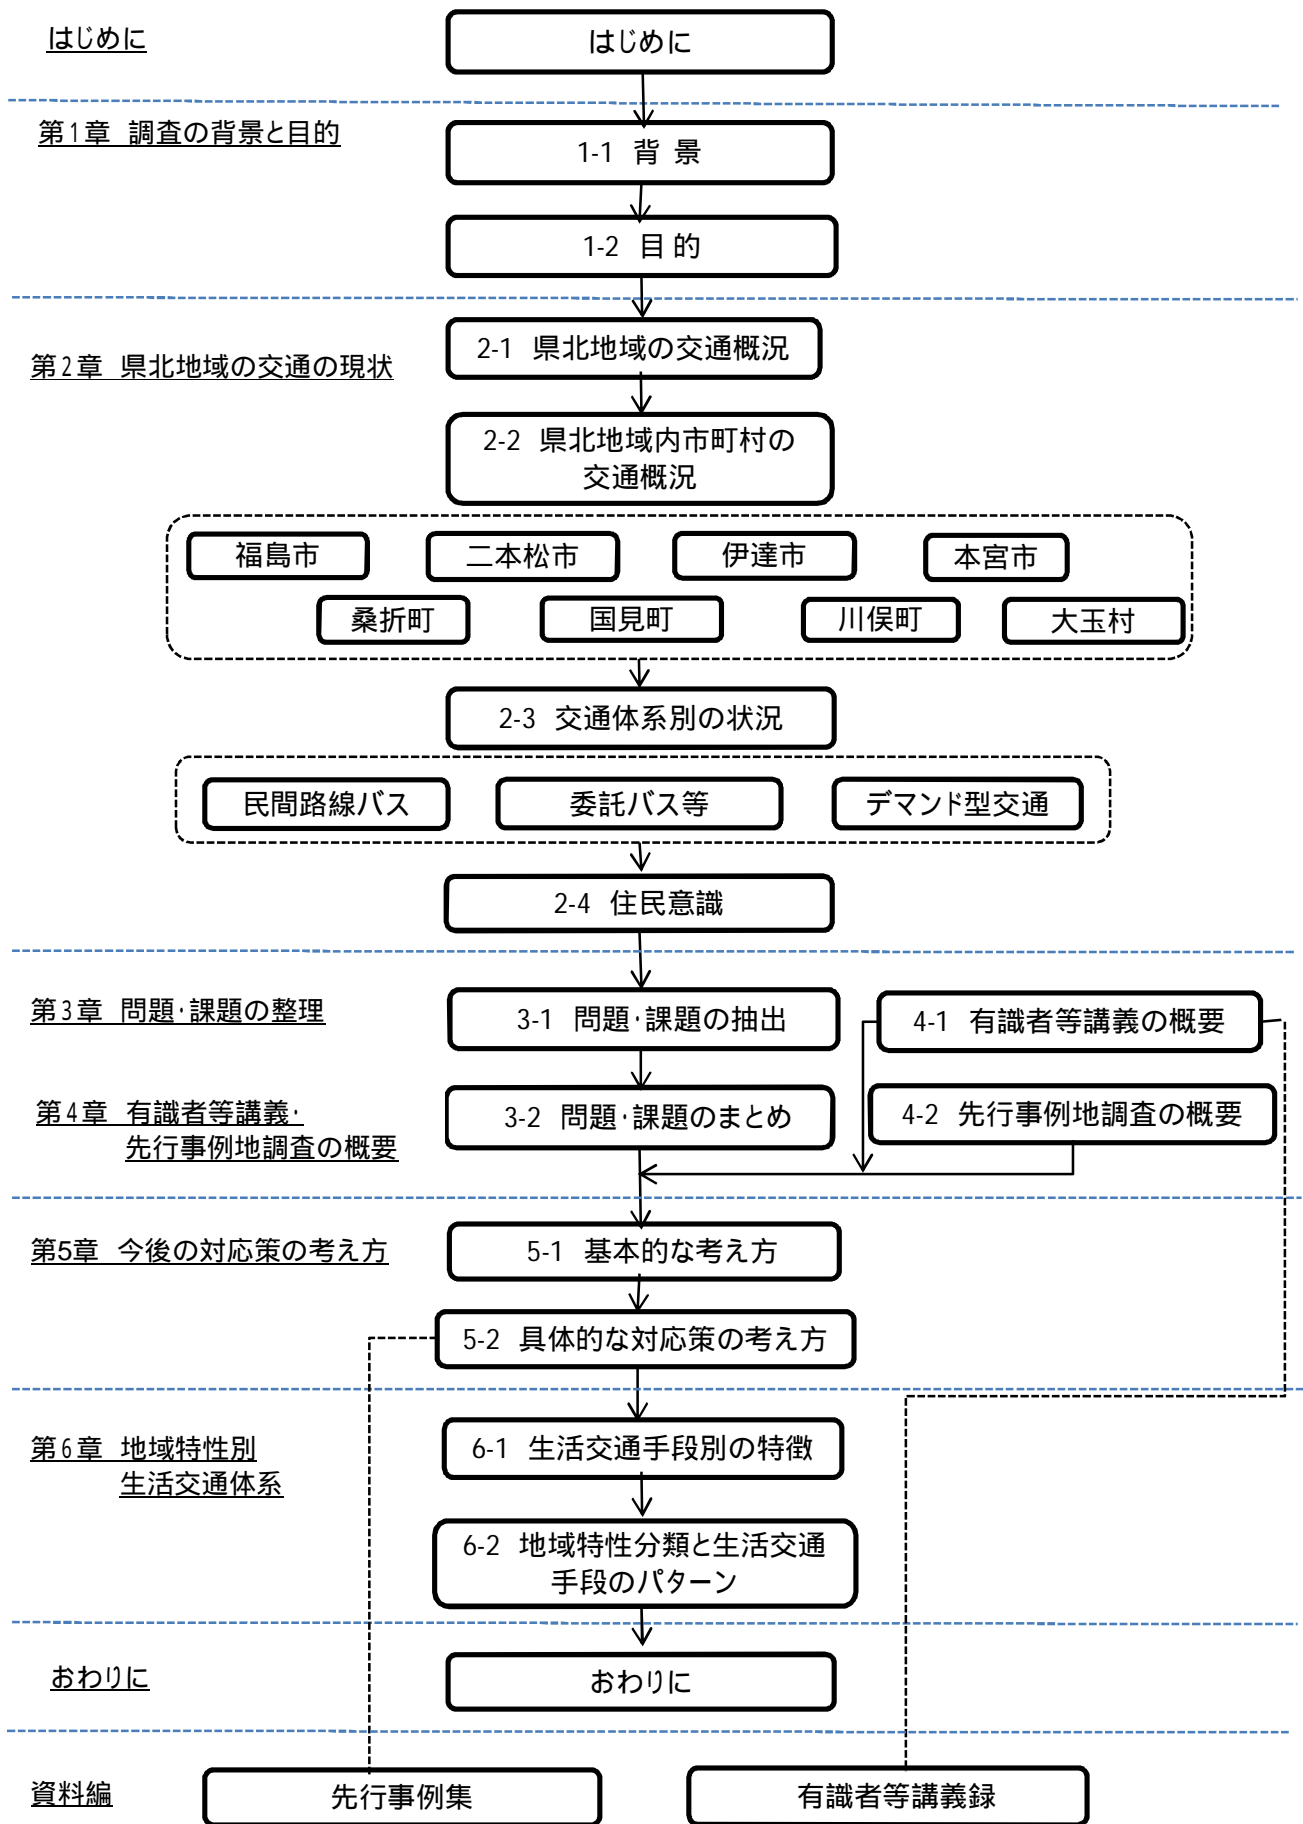 はじめに
はじめに
第1章 調査の背景と目的
1-1 背 景
1-2 目 的
第2章 県北地域の交通の現状
2-1 県北地域の交通概況
2-2 県北地域内市町村の
交通概況
福島市
二本松市
伊達市
本宮市
桑折町
国見町
川俣町
大玉村
2-3 交通体系別の状況
民間路線バス
委託バス等
デマンド型交通
2-4 住民意識
第3章 問題・課題の整理
3-1 問題・課題の抽出
4-1 有識者等講義の概要
第4章 有識者等講義・
先行事例地調査の概要
3-2 問題・課題のまとめ
4-2 先行事例地調査の概要
第5章 今後の対応策の考え方
5-1 基本的な考え方
5-2 具体的な対応策の考え方
第6章 地域特性別
生活交通体系
6-1 生活交通手段別の特徴
6-2 地域特性分類と生活交通
手段のパターン
おわりに
おわりに
資料編
先行事例集
有識者等講義録